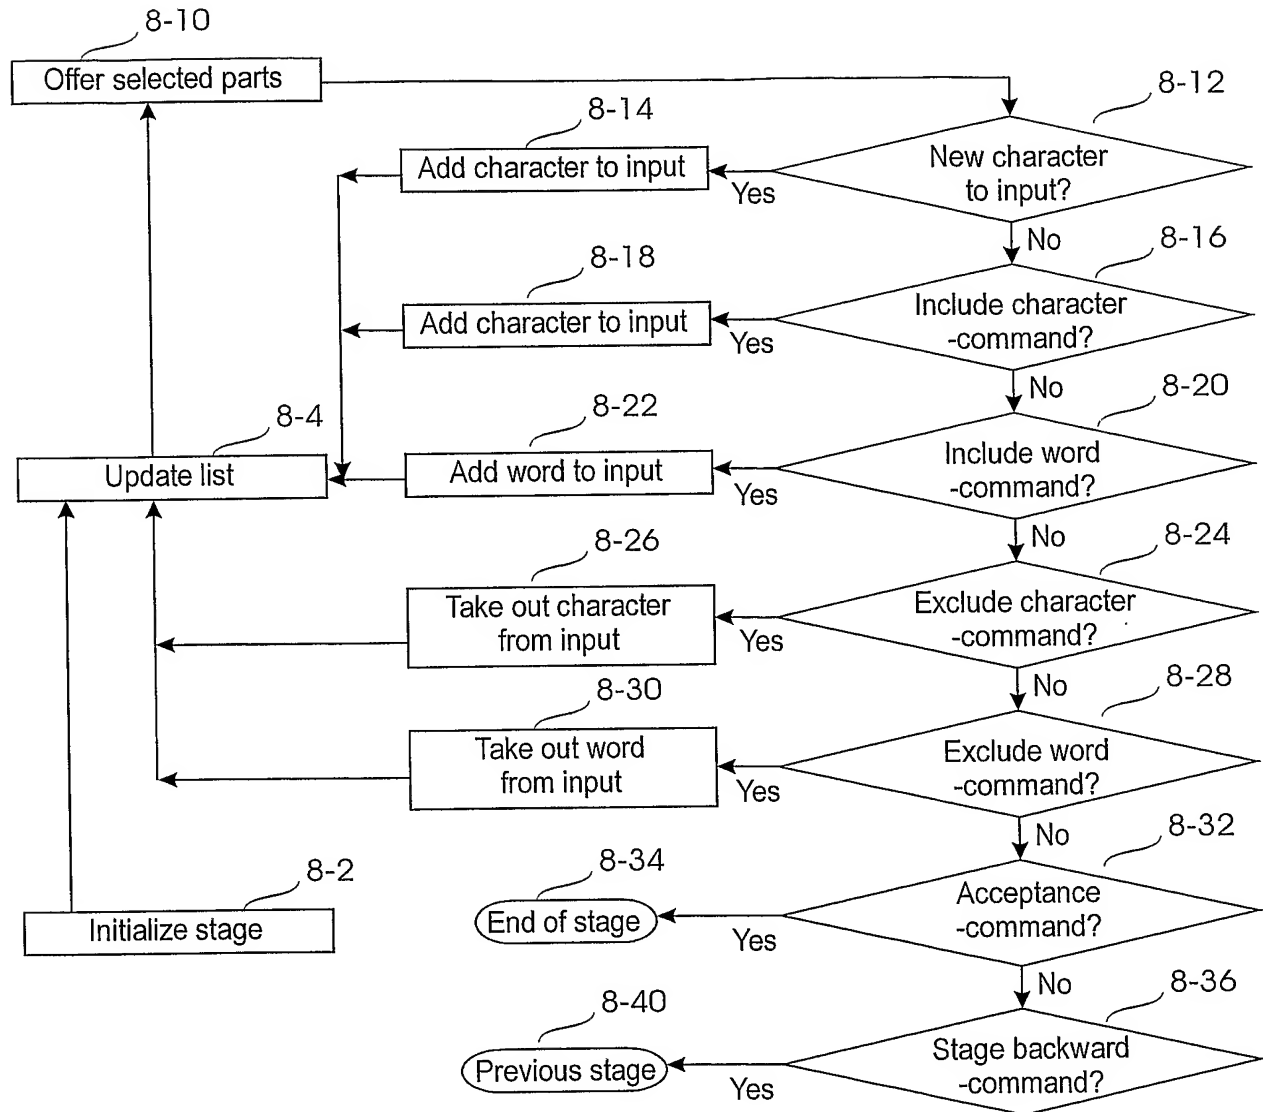 8-10
Offer selected parts
8-12
8-14
New character
to input?
Add character to input
Yes
No
8-16
8-18
Include character
-command?
Add character to input
Yes
No
8-20
8-22
8-4
Include word
-command?
Add word to input
Update list
Yes
No
8-24
8-26
Exclude character
-command?
Take out character
from input
Yes
No
8-28
8-30
Exclude word
-command?
Take out word
from input
Yes
No
8-32
8-34
8-2
Acceptance
-command?
End of stage
Initialize stage
Yes
No
8-36
8-40
Stage backward
-command?
Previous stage
Yes